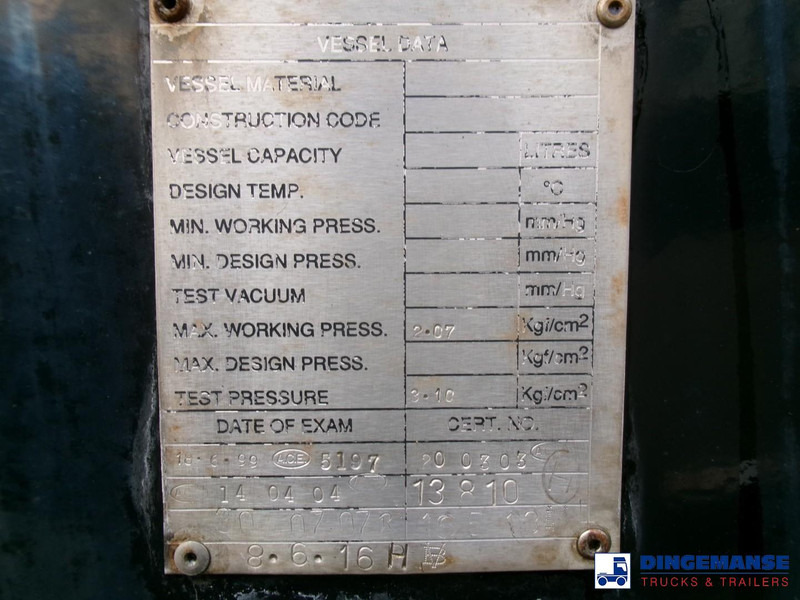 VESSEL DATA
VESSEL MATERIAL
CONSTRUCTION CODE
VESSEL CAPACITY LITRES
DESIGN TEMP. °C
MIN. WORKING PRESS. mm/Hg
MIN. DESIGN PRESS. mm/Hg
TEST VACUUM mm/Hg
MAX. WORKING PRESS. 2·07 Kgf/cm²
MAX. DESIGN PRESS. Kgf/cm²
TEST PRESSURE 3·10 Kgf/cm²
DATE OF EXAM CERT. NO.
5197
14 04 04 13810
8·6·16 H
DINGEMANSE
TRUCKS & TRAILERS